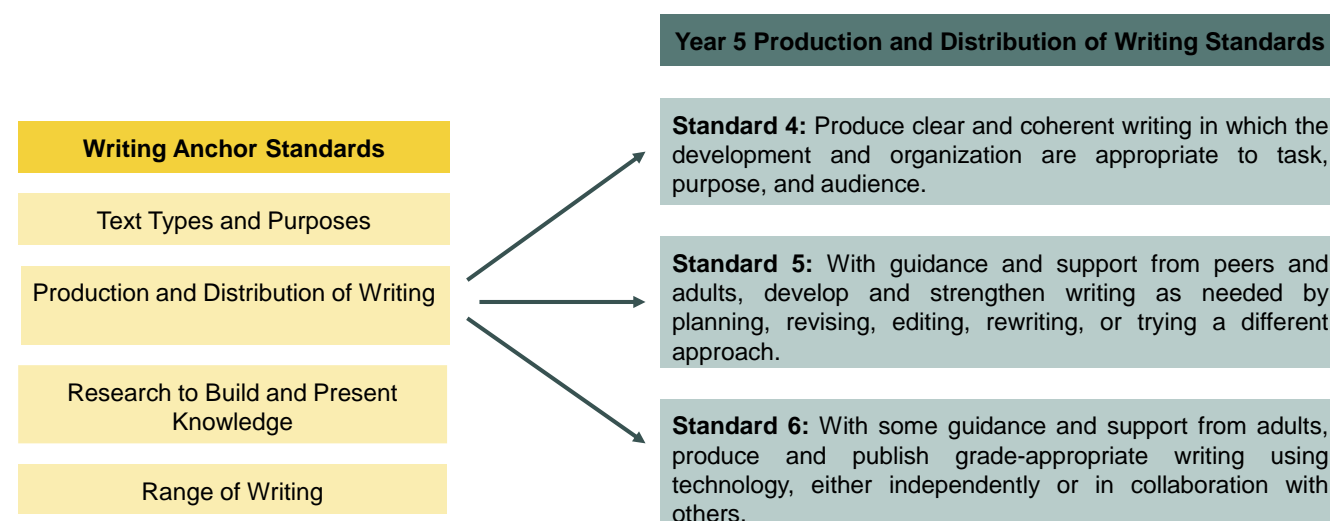 Writing Anchor Standards
Text Types and Purposes
Production and Distribution of Writing
Research to Build and Present
Knowledge
Range of Writing
Year 5 Production and Distribution of Writing Standards
Standard 4: Produce clear and coherent writing in which the
development and organization are appropriate to task,
purpose, and audience.
Standard 5: With guidance and support from peers and
adults, develop and strengthen writing as needed by
planning, revising, editing, rewriting, or trying a different
approach.
Standard 6: With some guidance and support from adults,
produce and publish grade-appropriate writing using
technology, either independently or in collaboration with
others.